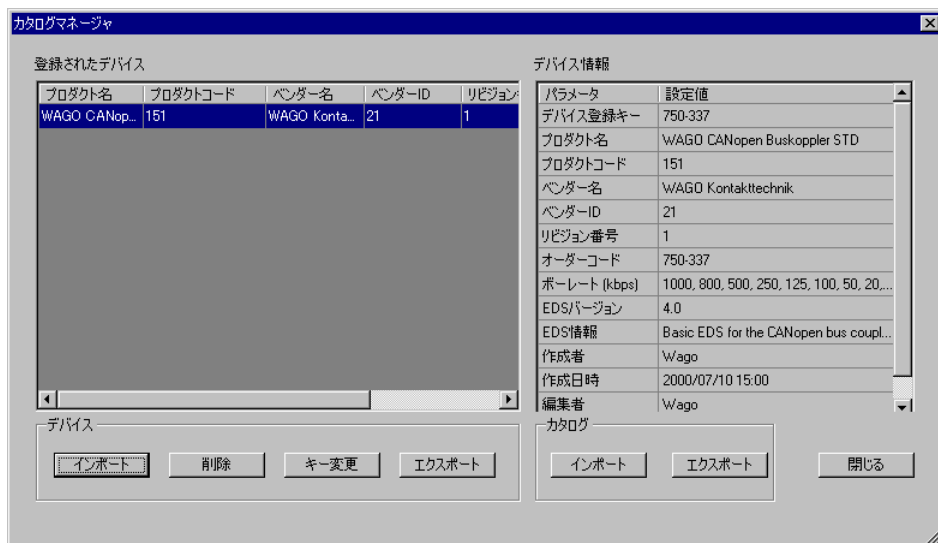 カタログマネージャ
登録されたデバイス
プロダクト名 プロダクトコード ベンダー名 ベンダーID リビジョン
WAGO CANop... 151 WAGO Konta... 21 1
デバイス情報
パラメータ 設定値
デバイス登録キー 750-337
プロダクト名 WAGO CANopen Buskoppler STD
プロダクトコード 151
ベンダー名 WAGO Kontakttechnik
ベンダーID 21
リビジョン番号 1
オーダーコード 750-337
ボーレート (kbps) 1000, 800, 500, 250, 125, 100, 50, 20,...
EDSバージョン 4.0
EDS情報 Basic EDS for the CANopen bus coupl...
作成者 Wago
作成日時 2000/07/10 15:00
編集者 Wago
デバイス
インポート 削除 キー変更 エクスポート
カタログ
インポート エクスポート
閉じる